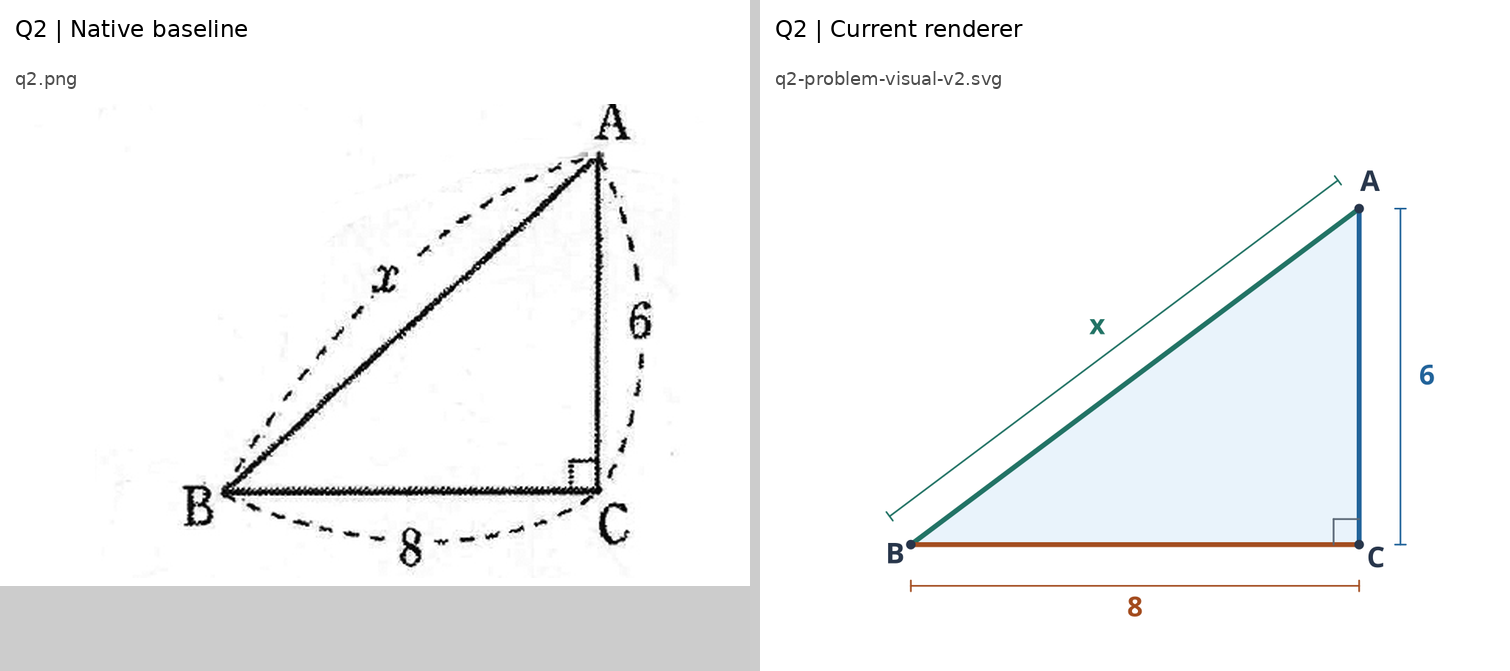 Q2 | Native baseline
q2.png
A
x
6
B
C
8
Q2 | Current renderer
q2-problem-visual-v2.svg
A
x
6
B
C
8